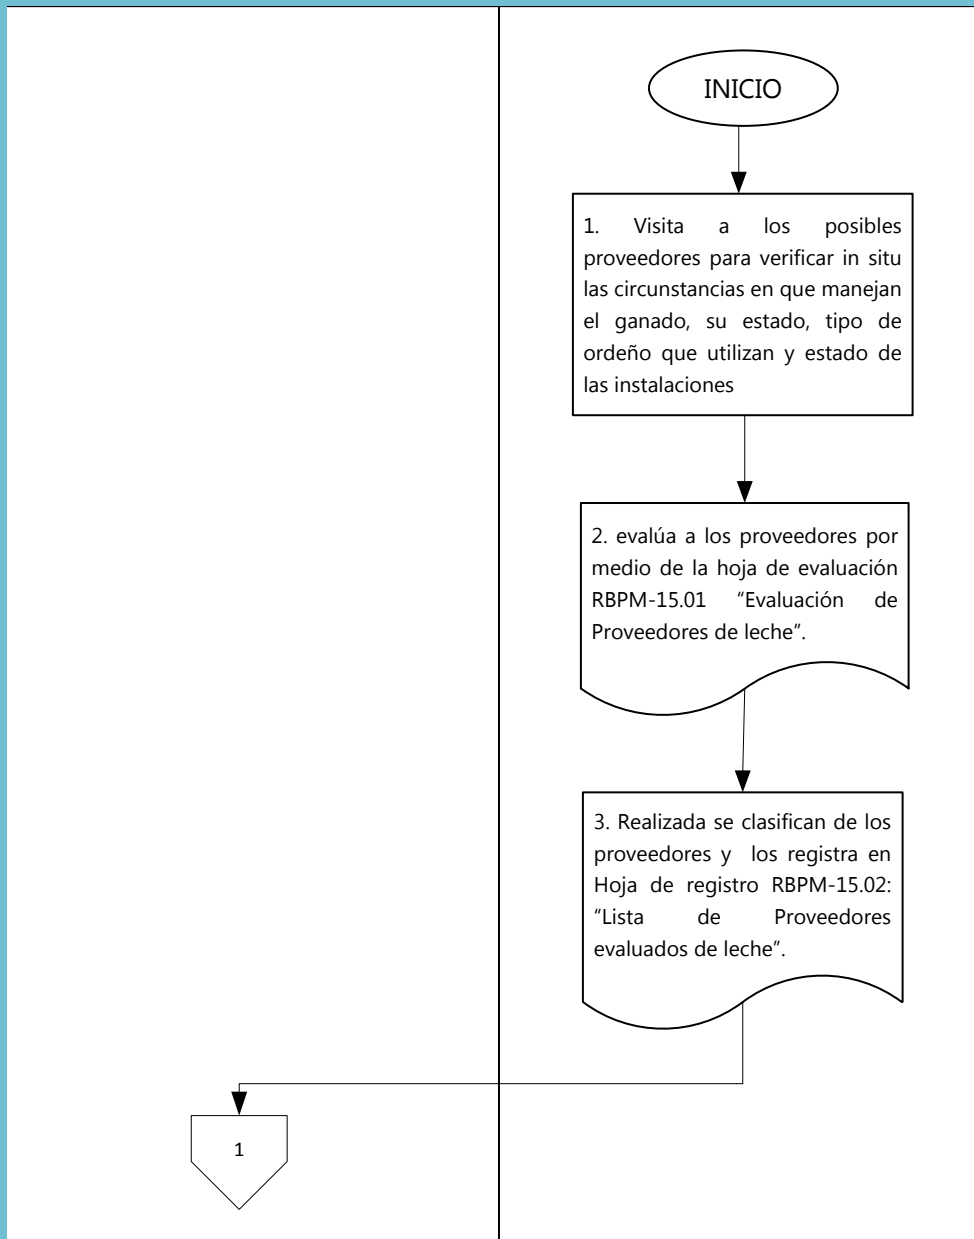 INICIO
1. Visita a los posibles
proveedores para verificar in situ
las circunstancias en que manejan
el ganado, su estado, tipo de
ordeño que utilizan y estado de
las instalaciones
2. evalúa a los proveedores por
medio de la hoja de evaluación
RBPM-15.01 “Evaluación de
Proveedores de leche”.
3. Realizada se clasifican de los
proveedores y los registra en
Hoja de registro RBPM-15.02:
“Lista de Proveedores
evaluados de leche”.
1